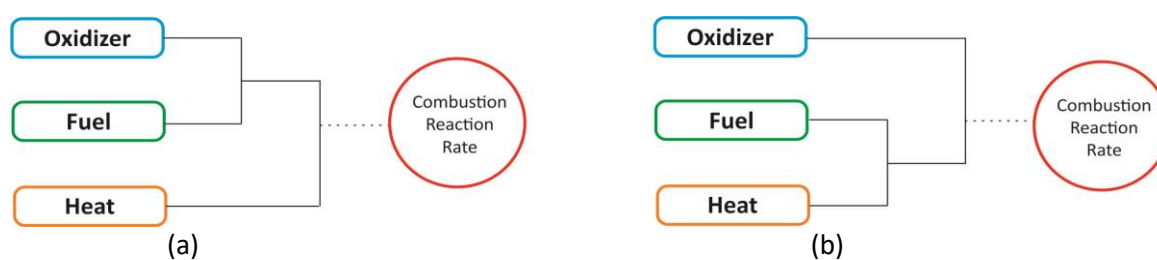 Oxidizer
Fuel
Heat
Combustion
Reaction
Rate
(a)
Oxidizer
Fuel
Heat
Combustion
Reaction
Rate
(b)